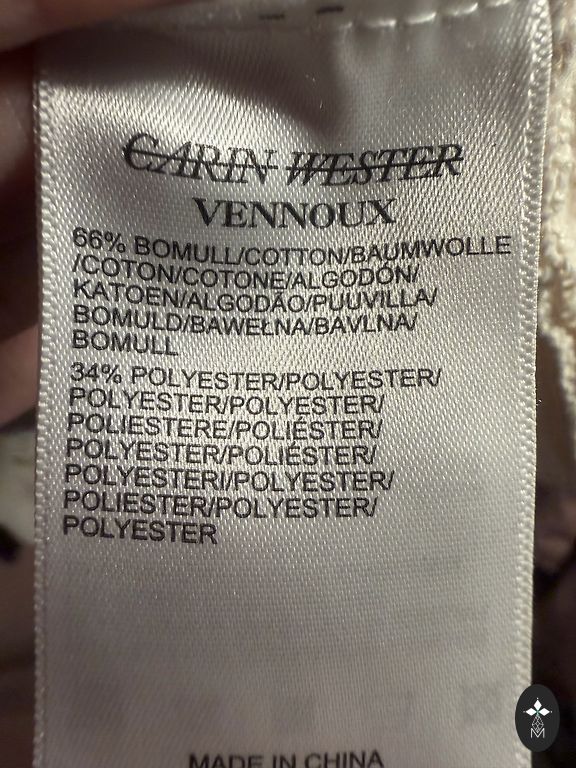 CARIN WESTER
VENNOUX
66% BOMULL/COTTON/BAUMWOLLE
/COTON/COTONE/ALGODÓN/
KATOEN/ALGODÃO/PUUVILLA/
BOMULD/BAWEŁNA/BAVLNA/
BOMULL
34% POLYESTER/POLYESTER/
POLYESTER/POLYESTER/
POLIESTERE/POLIÉSTER/
POLYESTER/POLIÉSTER/
POLYESTERI/POLYESTER/
POLIESTER/POLYESTER/
POLYESTER
MADE IN CHINA
M